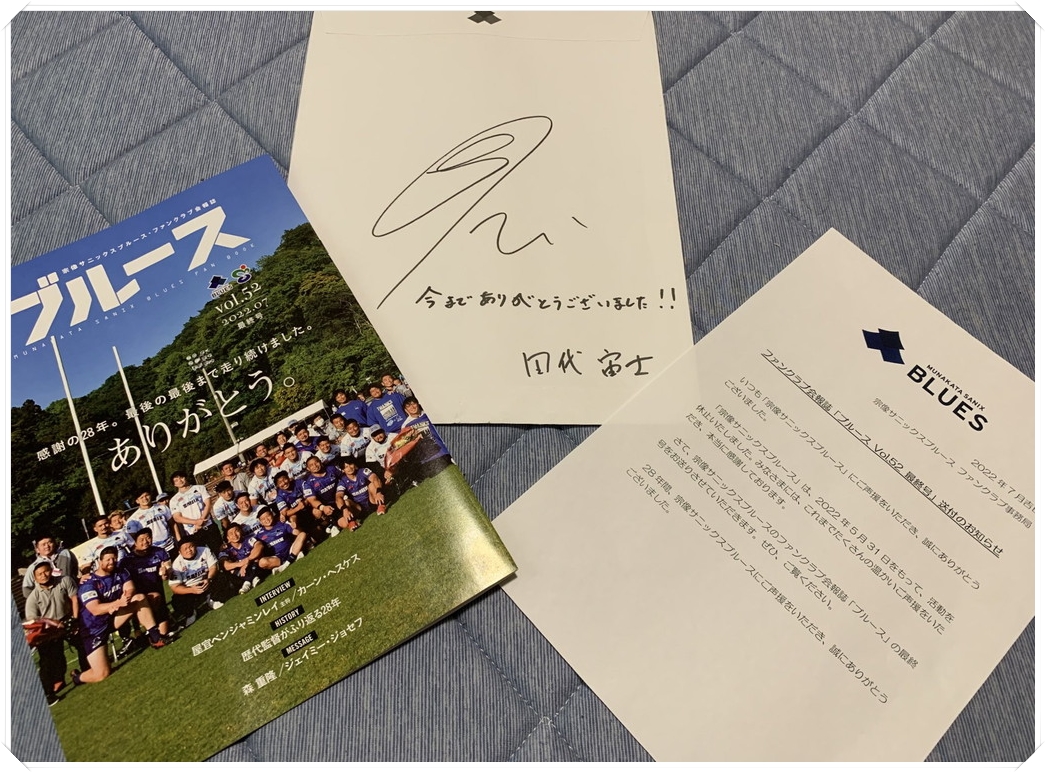 宗像サニックスブルース・ファンクラブ会報誌
ブルース
MUNAKATA SANIX BLUES FAN BOOK
vol.52
2022.07
最終号
感謝の28年。最後の最後まで走り続けました。
ありがとう。
INTERVIEW
屋宜ベンジャミンレイ 主将/カーン・ヘスケス
HISTORY
歴代監督がふり返る28年
MESSAGE
森 重隆/ジェイミー・ジョセフ
今までありがとうございました!!
田代 宙士
MUNAKATA SANIX
BLUES
2022年7月吉日
宗像サニックスブルース ファンクラブ事務局
ファンクラブ会報誌「ブルース Vol.52 最終号」送付のお知らせ
いつも「宗像サニックスブルース」にご声援をいただき、誠にありがとう
ございました。
「宗像サニックスブルース」は、2022年5月31日をもって、活動を
休止いたしました。みなさまには、これまでたくさんの温かいご声援をいた
だき、本当に感謝しております。
さて、宗像サニックスブルースのファンクラブ会報誌「ブルース」の最終
号をお送りさせていただきます。ぜひ、ご覧ください。
28年間、宗像サニックスブルースにご声援をいただき、誠にありがとう
ございました。